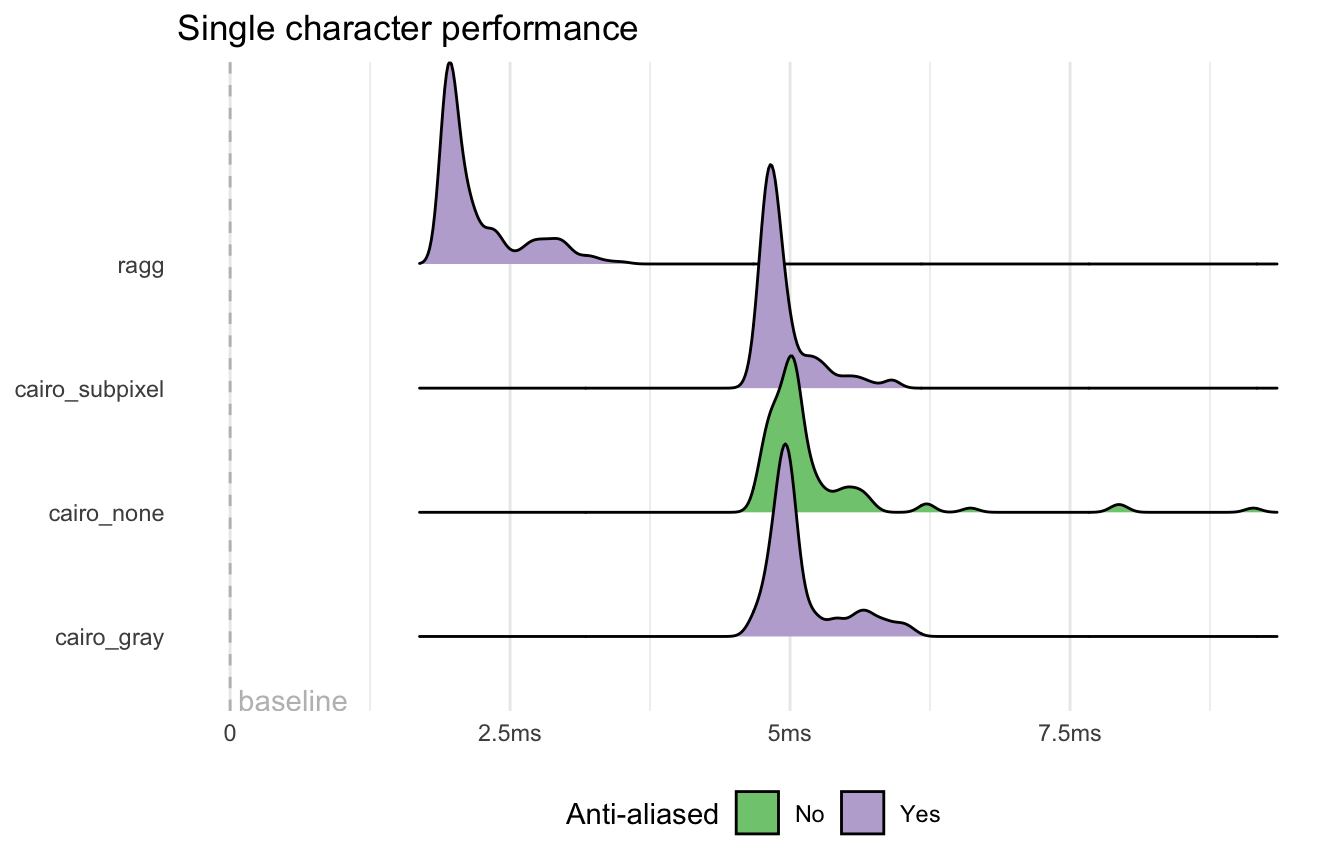 Single character performance
ragg
cairo_subpixel
cairo_none
cairo_gray
baseline
0 2.5ms 5ms 7.5ms
Anti-aliased No Yes